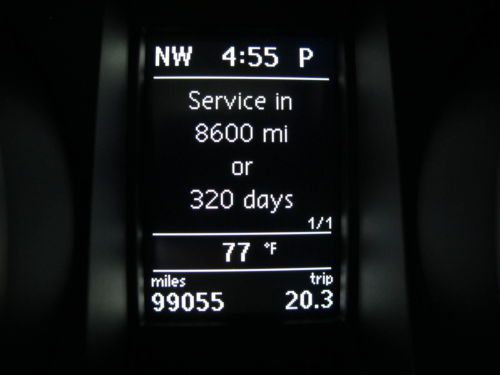 NW 4:55 P
Service in
8600 mi
or
320 days
1/1
77 °F
miles trip
99055 20.3